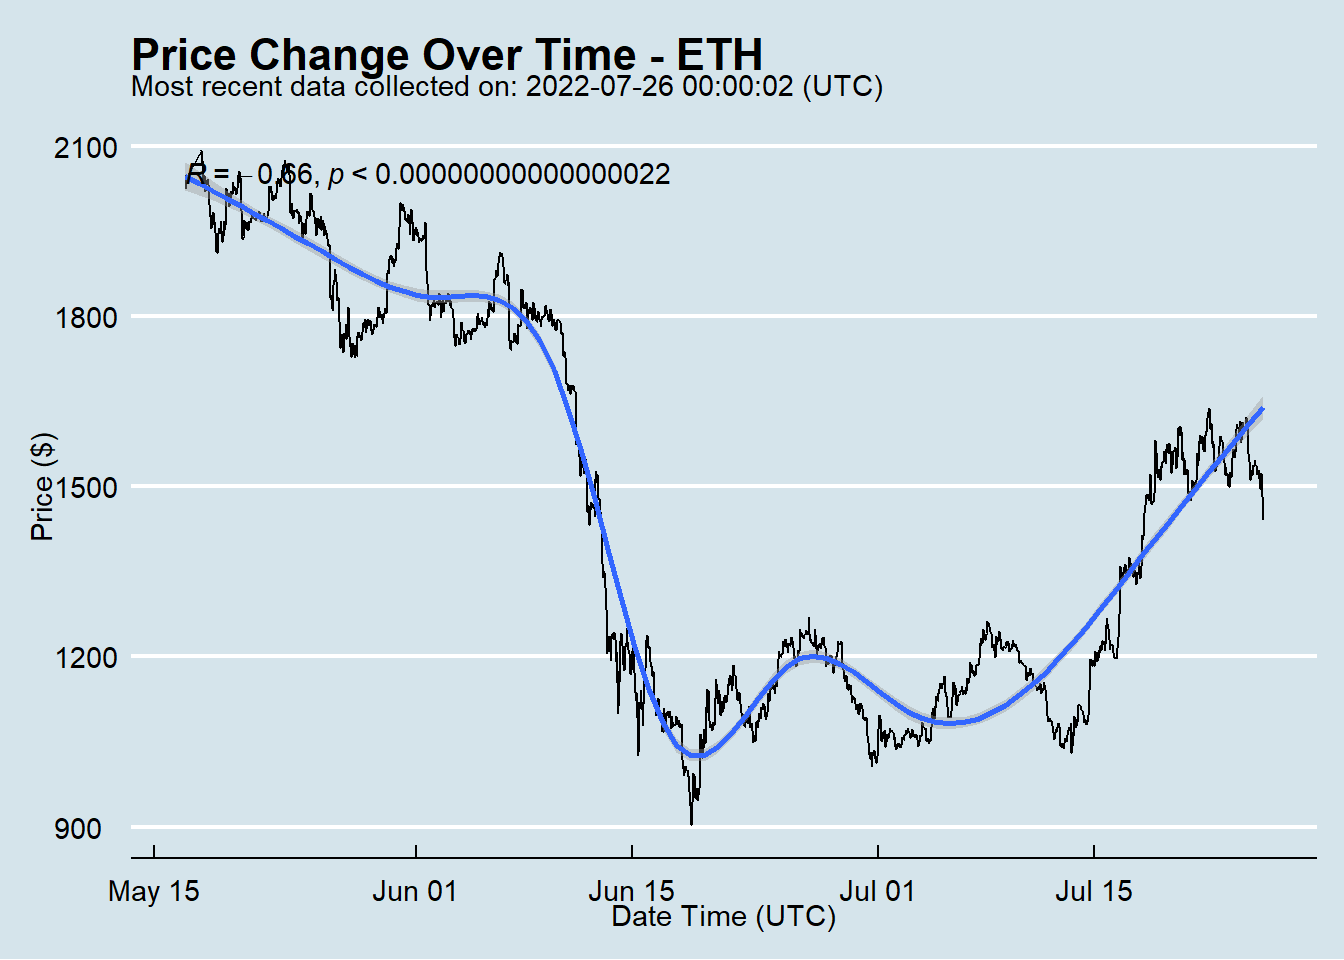 Price Change Over Time - ETH
Most recent data collected on: 2022-07-26 00:00:02 (UTC)
R = −0.66, p < 0.00000000000000022
2100
1800
1500
1200
900
Price ($)
May 15
Jun 01
Jun 15
Jul 01
Jul 15
Date Time (UTC)